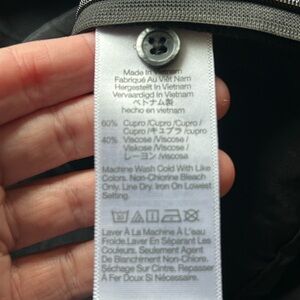 Made In Vietnam
Fabriqué Au Viet Nam
Hergestellt In Vietnam
Vervaardigd In Vietnam
ベトナム製
hecho en vietnam
60% Cupro /Cupro /Cupro /
Cupro /キュプラ /cupro
40% Viscose /Viscose /
Viskose /Viscose /
レーヨン /Viscosa
Machine Wash Cold With Like
Colors. Non-Chlorine Bleach
Only. Line Dry. Iron On Lowest
Setting.
Laver À La Machine À L'eau
Froide.Laver En Séparant Les
Couleurs. Seulement Agent
De Blanchiment Non-Chloré.
Séchage Sur Cintre. Repasser
À Fer Doux Si Désiré.